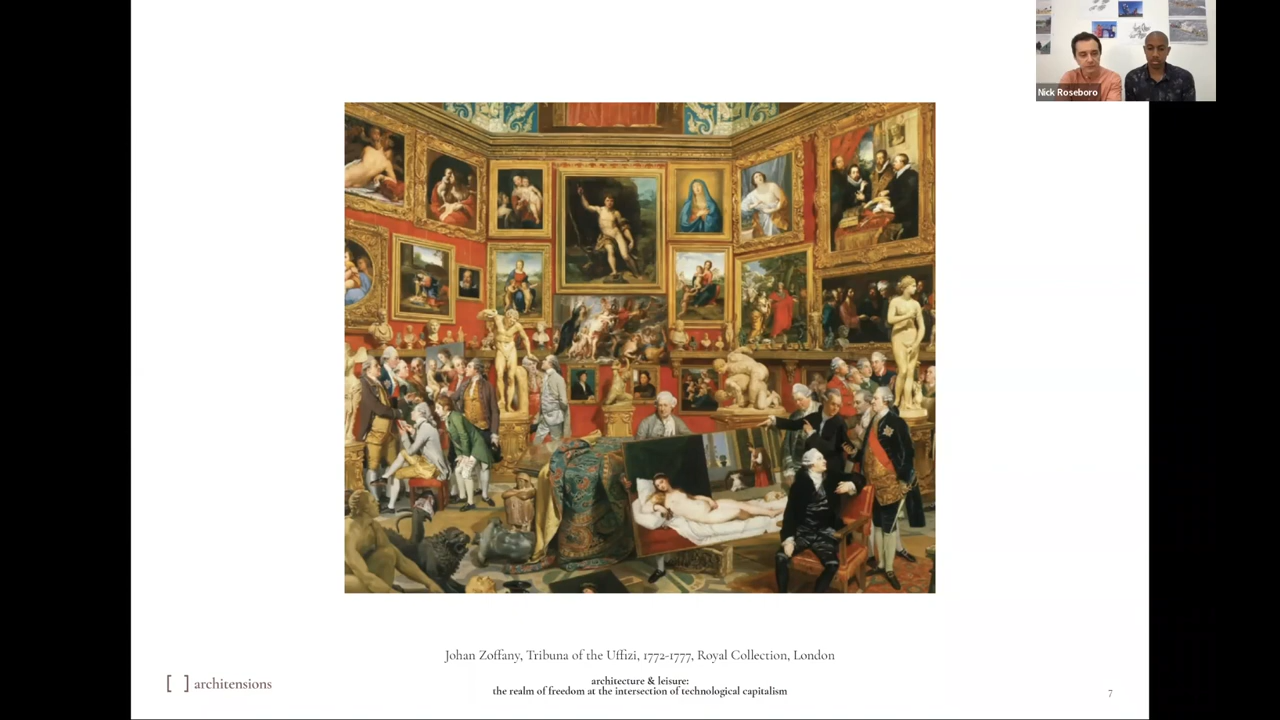 Nick Roseboro
Johan Zoffany, Tribuna of the Uffizi, 1772-1777, Royal Collection, London
[ ] architensions
architecture & leisure:
the realm of freedom at the intersection of technological capitalism
7